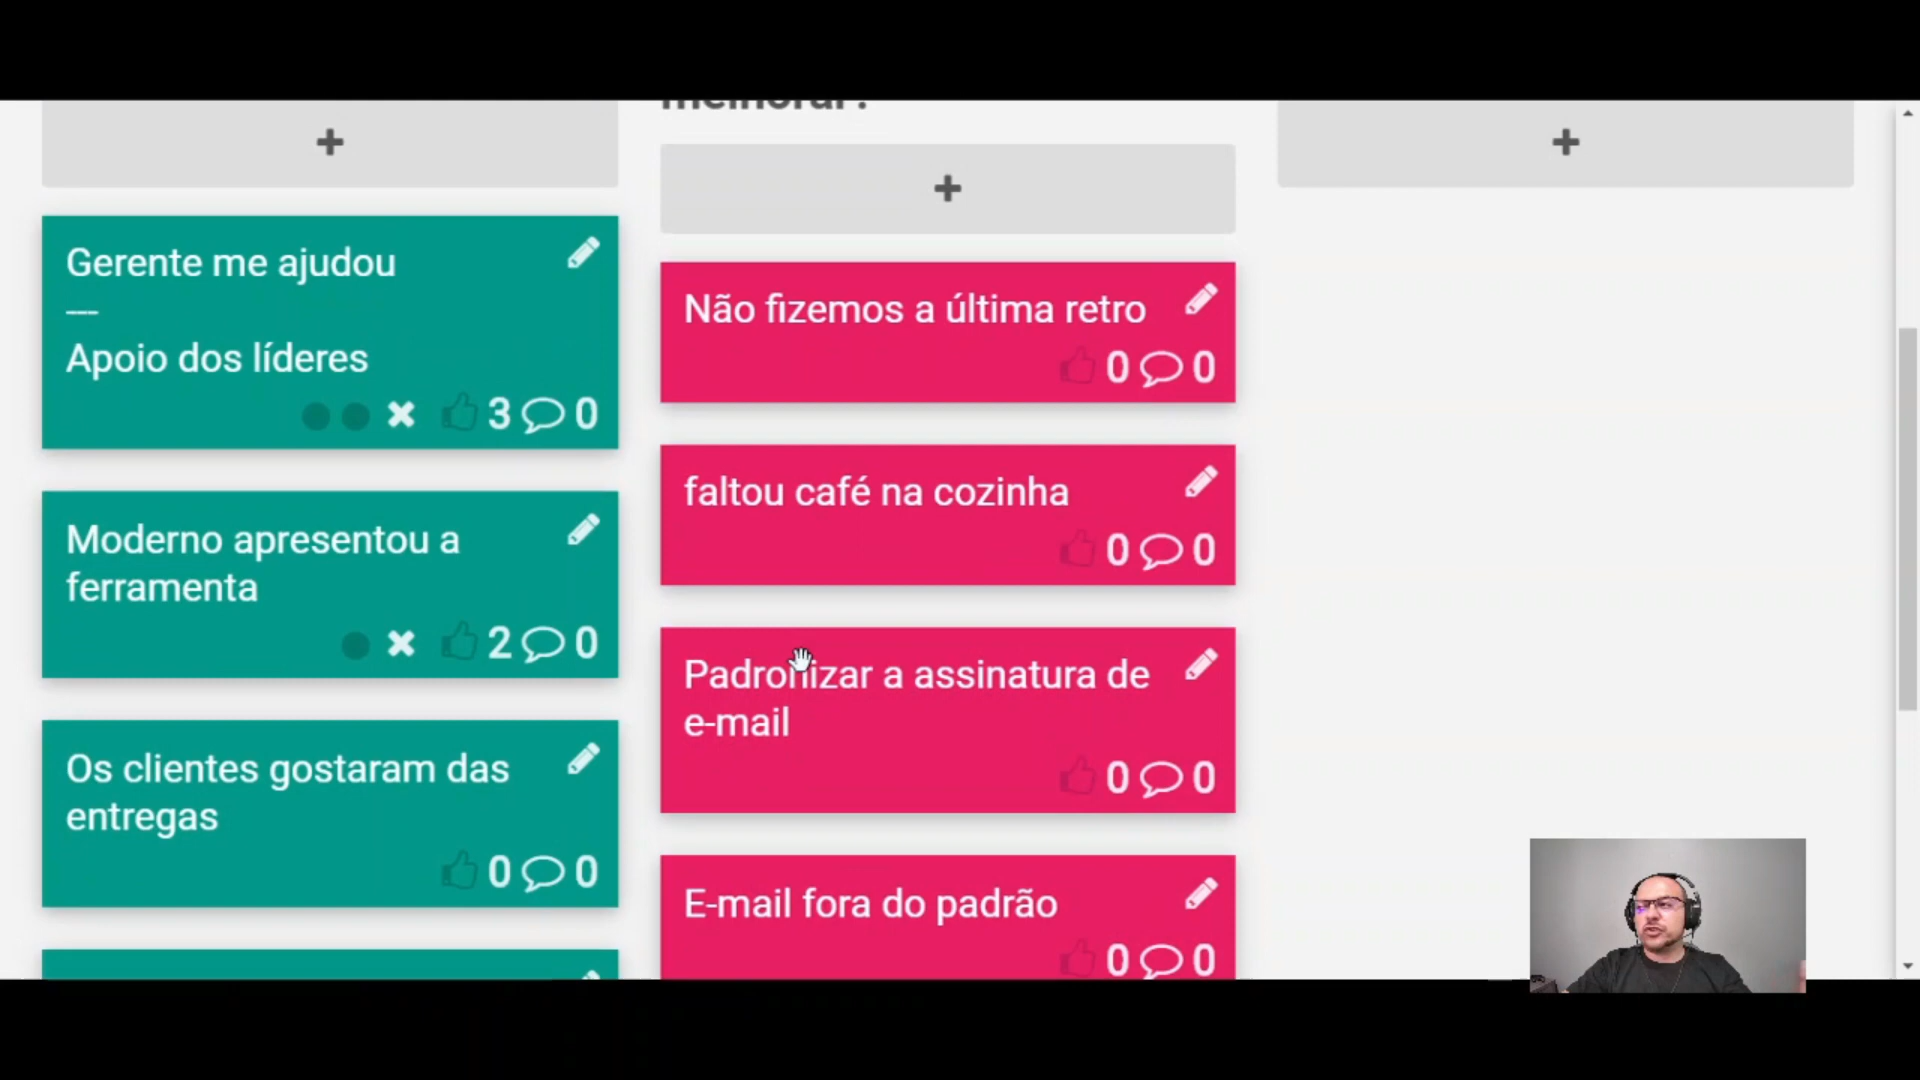 melhorar?
+
+
+
Gerente me ajudou
---
Apoio dos líderes
3 0
Moderno apresentou a
ferramenta
2 0
Os clientes gostaram das
entregas
0 0
Não fizemos a última retro
0 0
faltou café na cozinha
0 0
Padronizar a assinatura de
e-mail
0 0
E-mail fora do padrão
0 0